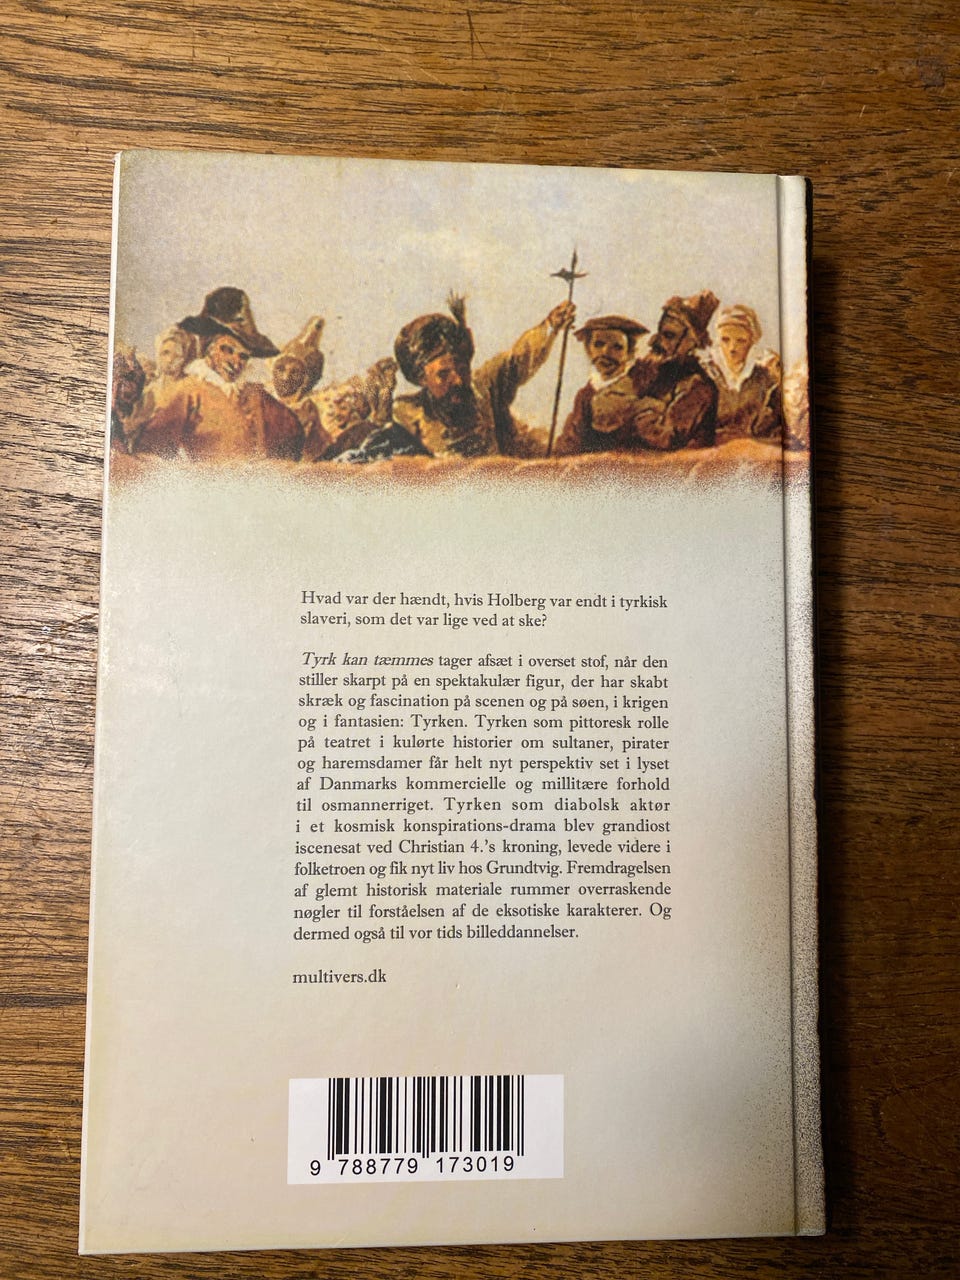 Hvad var der hændt, hvis Holberg var endt i tyrkisk
slaveri, som det var lige ved at ske?
Tyrk kan tæmmes tager afsæt i overset stof, når den
stiller skarpt på en spektakulær figur, der har skabt
skræk og fascination på scenen og på søen, i krigen
og i fantasien: Tyrken. Tyrken som pittoresk rolle
på teatret i kulørte historier om sultaner, pirater
og haremsdamer får helt nyt perspektiv set i lyset
af Danmarks kommercielle og millitære forhold
til osmannerriget. Tyrken som diabolsk aktør
i et kosmisk konspirations-drama blev grandiost
iscenesat ved Christian 4.'s kroning, levede videre i
folketroen og fik nyt liv hos Grundtvig. Fremdragelsen
af glemt historisk materiale rummer overraskende
nøgler til forståelsen af de eksotiske karakterer. Og
dermed også til vor tids billeddannelser.
multivers.dk
9 788779 173019